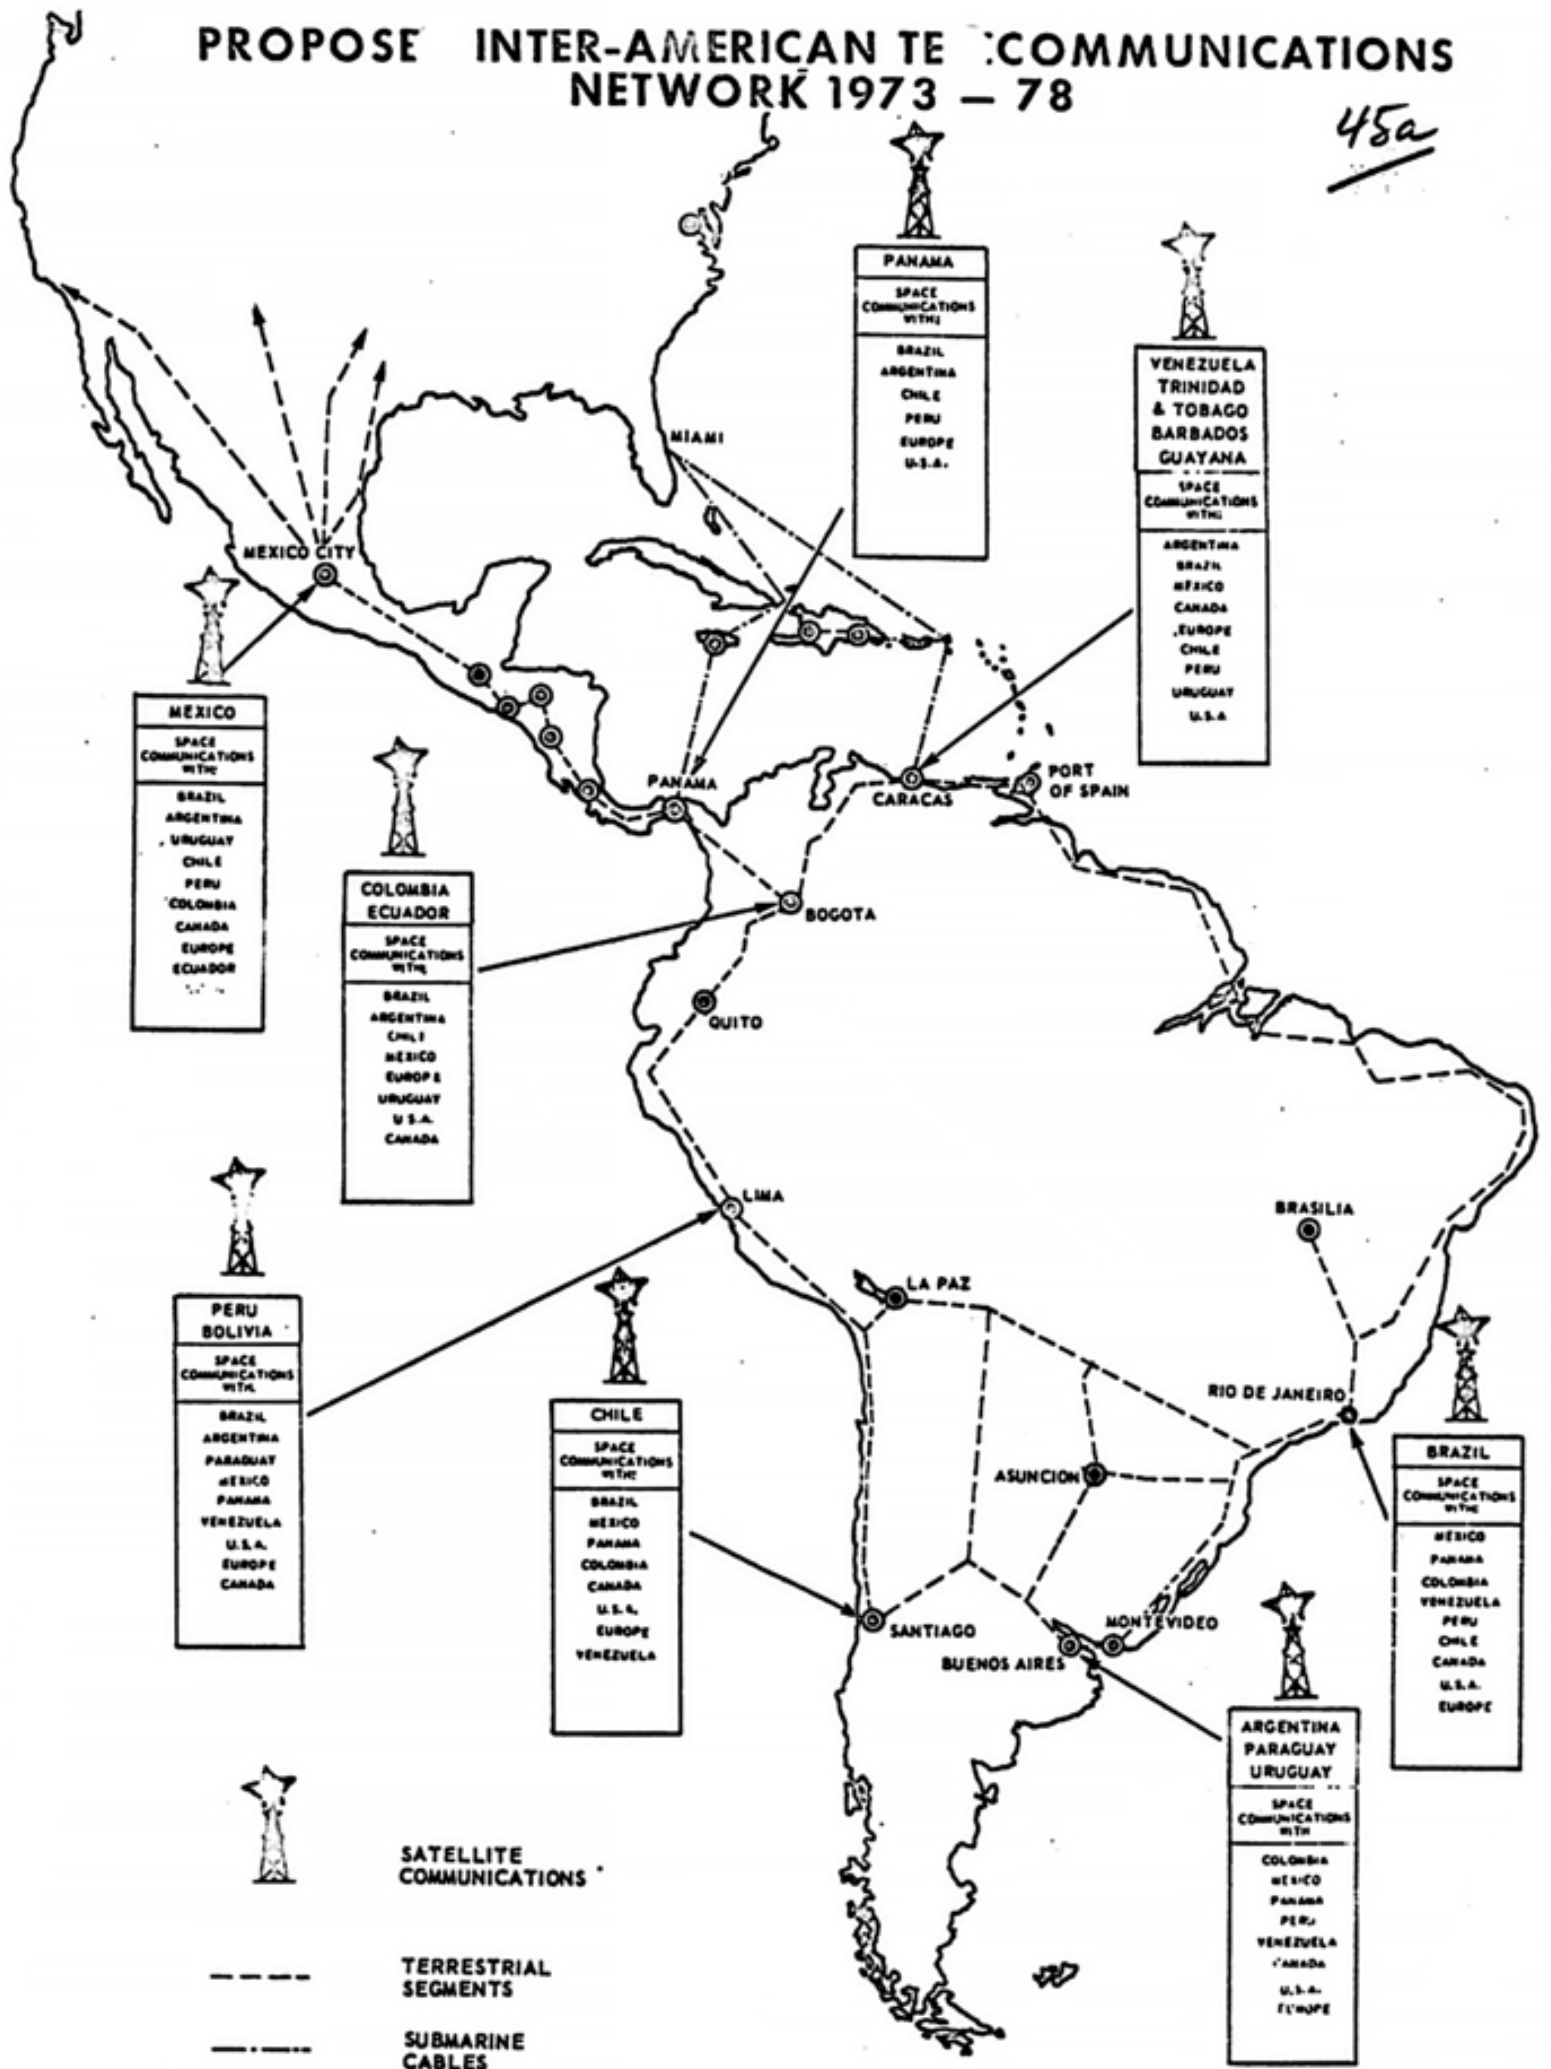 PROPOSE INTER-AMERICAN TE COMMUNICATIONS
NETWORK 1973 — 78
45a
PANAMA
SPACE
COMMUNICATIONS
WITH:
BRAZIL
ARGENTINA
CHILE
PERU
EUROPE
U.S.A.
VENEZUELA
TRINIDAD
& TOBAGO
BARBADOS
GUAYANA
SPACE
COMMUNICATIONS
WITH:
ARGENTINA
BRAZIL
MEXICO
CANADA
EUROPE
CHILE
PERU
URUGUAY
U.S.A
MIAMI
MEXICO CITY
MEXICO
SPACE
COMMUNICATIONS
WITH:
BRAZIL
ARGENTINA
URUGUAY
CHILE
PERU
COLOMBIA
CANADA
EUROPE
ECUADOR
PANAMA
CARACAS
PORT
OF SPAIN
COLOMBIA
ECUADOR
SPACE
COMMUNICATIONS
WITH:
BRAZIL
ARGENTINA
CHILE
MEXICO
EUROPE
URUGUAY
U.S.A.
CANADA
BOGOTA
QUITO
LIMA
BRASILIA
LA PAZ
PERU
BOLIVIA
SPACE
COMMUNICATIONS
WITH:
BRAZIL
ARGENTINA
PARAGUAY
MEXICO
PANAMA
VENEZUELA
U.S.A.
EUROPE
CANADA
CHILE
SPACE
COMMUNICATIONS
WITH:
BRAZIL
MEXICO
PANAMA
COLOMBIA
CANADA
U.S.A.
EUROPE
VENEZUELA
RIO DE JANEIRO
ASUNCION
BRAZIL
SPACE
COMMUNICATIONS
WITH:
MEXICO
PANAMA
COLOMBIA
VENEZUELA
PERU
CHILE
CANADA
U.S.A.
EUROPE
SANTIAGO
MONTEVIDEO
BUENOS AIRES
ARGENTINA
PARAGUAY
URUGUAY
SPACE
COMMUNICATIONS
WITH
COLOMBIA
MEXICO
PANAMA
PERU
VENEZUELA
CANADA
U.S.A.
EUROPE
SATELLITE
COMMUNICATIONS
TERRESTRIAL
SEGMENTS
SUBMARINE
CABLES